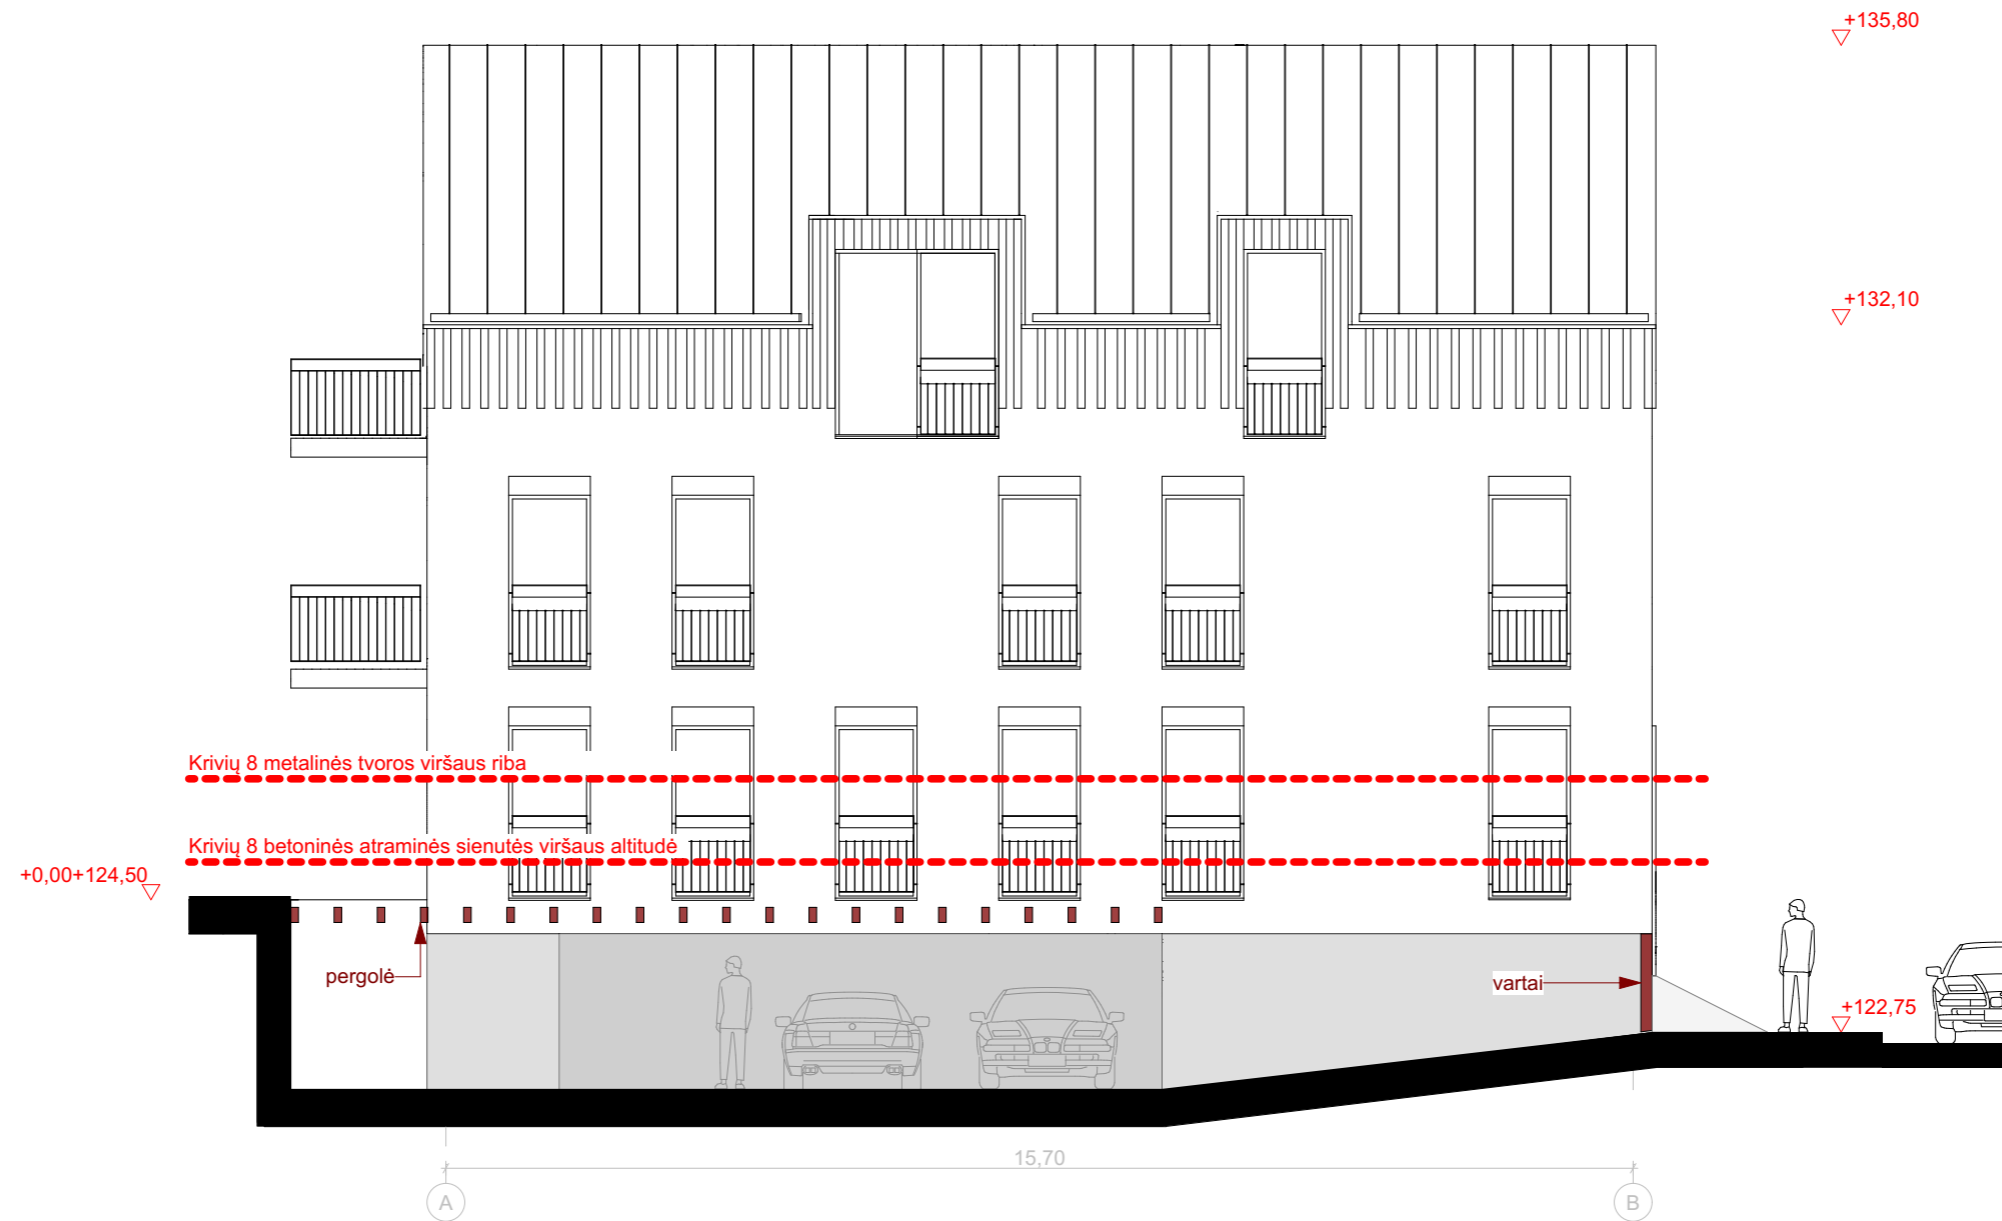 +135,80
+132,10
Krivių 8 metalinės tvoros viršaus riba
Krivių 8 betoninės atraminės sienutės viršaus altitudė
+0,00+124,50
pergolė
vartai
+122,75
15,70
A
B